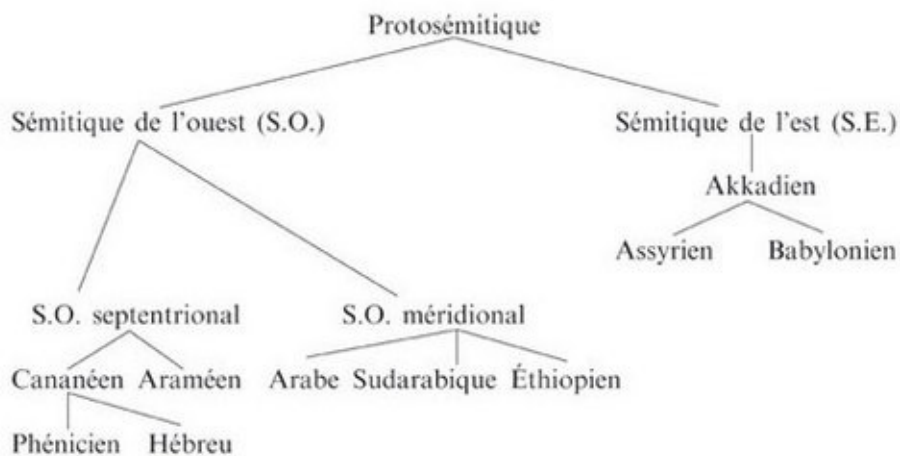 Protosémitique
Sémitique de l'ouest (S.O.) Sémitique de l'est (S.E.)
Akkadien
Assyrien Babylonien
S.O. septentrional S.O. méridional
Cananéen Araméen Arabe Sudarabique Éthiopien
Phénicien Hébreu